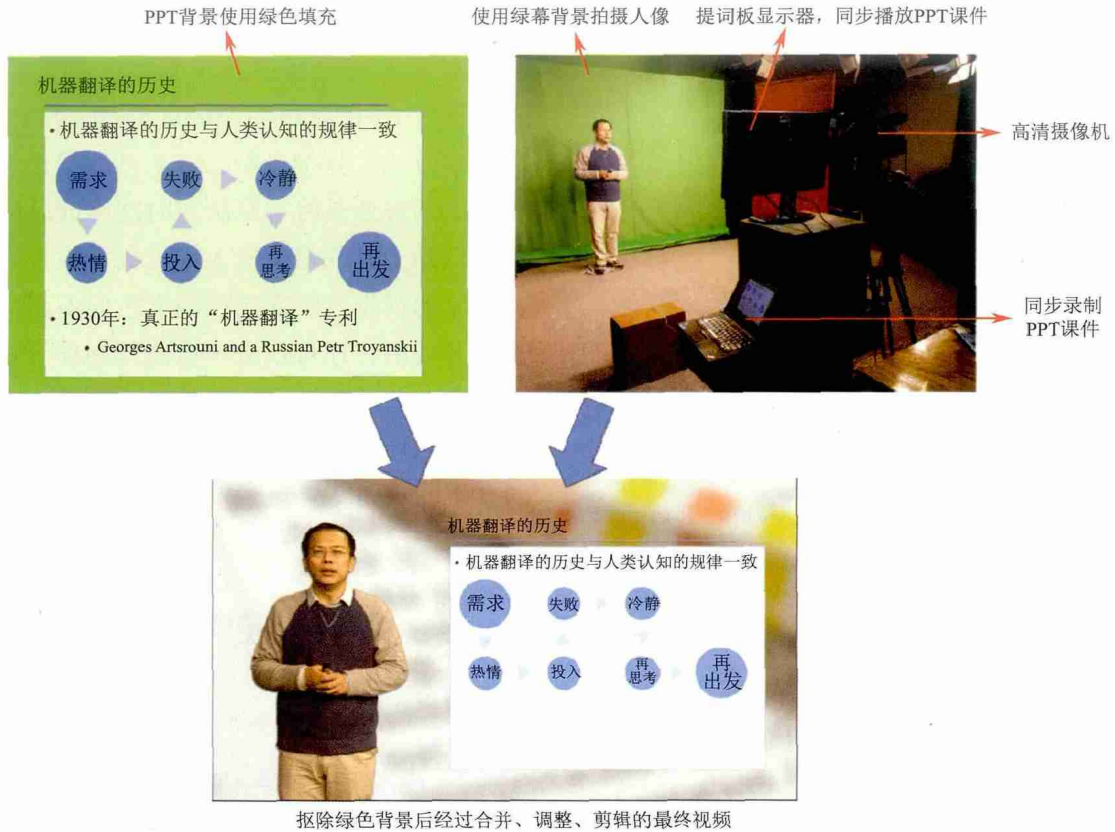 PPT背景使用绿色填充
使用绿幕背景拍摄人像
提词板显示器，同步播放PPT课件
高清摄像机
同步录制
PPT课件
机器翻译的历史
• 机器翻译的历史与人类认知的规律一致
需求
失败
冷静
热情
投入
再
思考
再
出发
• 1930年：真正的“机器翻译”专利
• Georges Artsrouni and a Russian Petr Troyanskii
机器翻译的历史
• 机器翻译的历史与人类认知的规律一致
需求
失败
冷静
热情
投入
再
思考
再
出发
抠除绿色背景后经过合并、调整、剪辑的最终视频